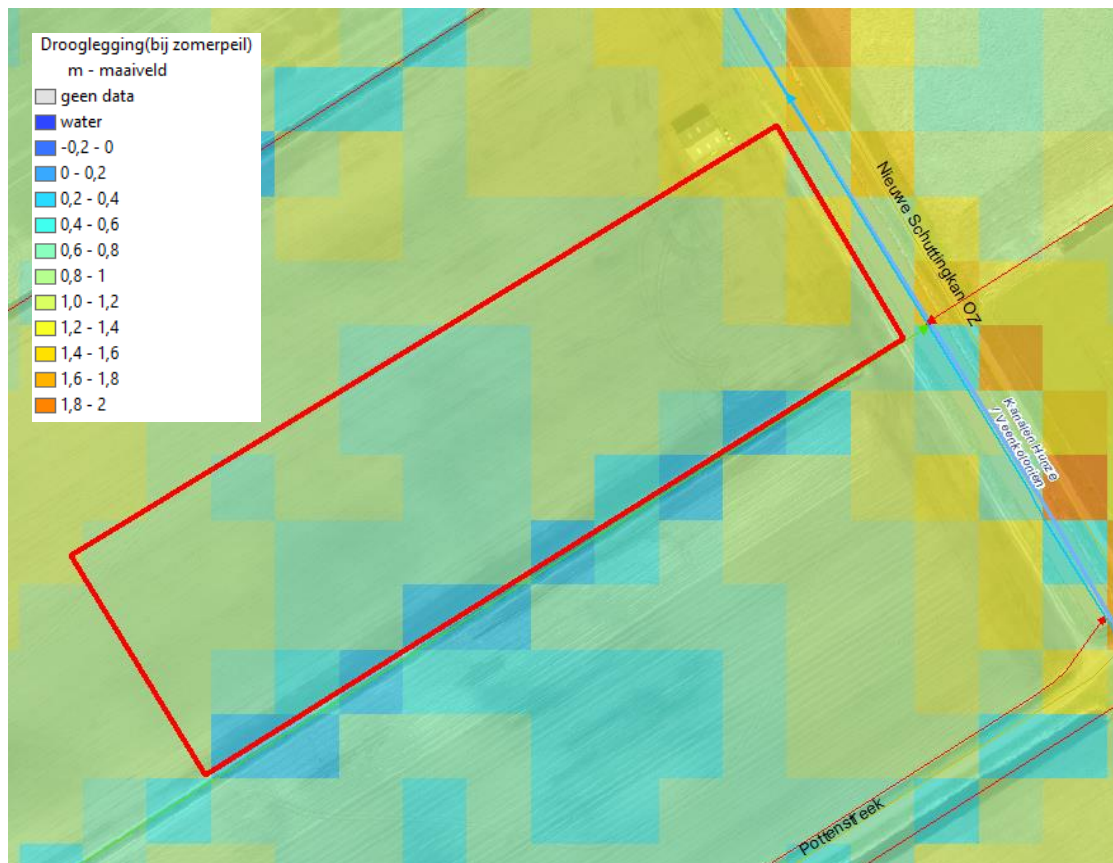 Drooglegging(bij zomerpeil)
m - maaiveld
geen data
water
-0,2 - 0
0 - 0,2
0,2 - 0,4
0,4 - 0,6
0,6 - 0,8
0,8 - 1
1,0 - 1,2
1,2 - 1,4
1,4 - 1,6
1,6 - 1,8
1,8 - 2
Nieuwe Schuttingkan OZ
Kanalen Hunze
/ Veenkoloniën
Pottenstreek